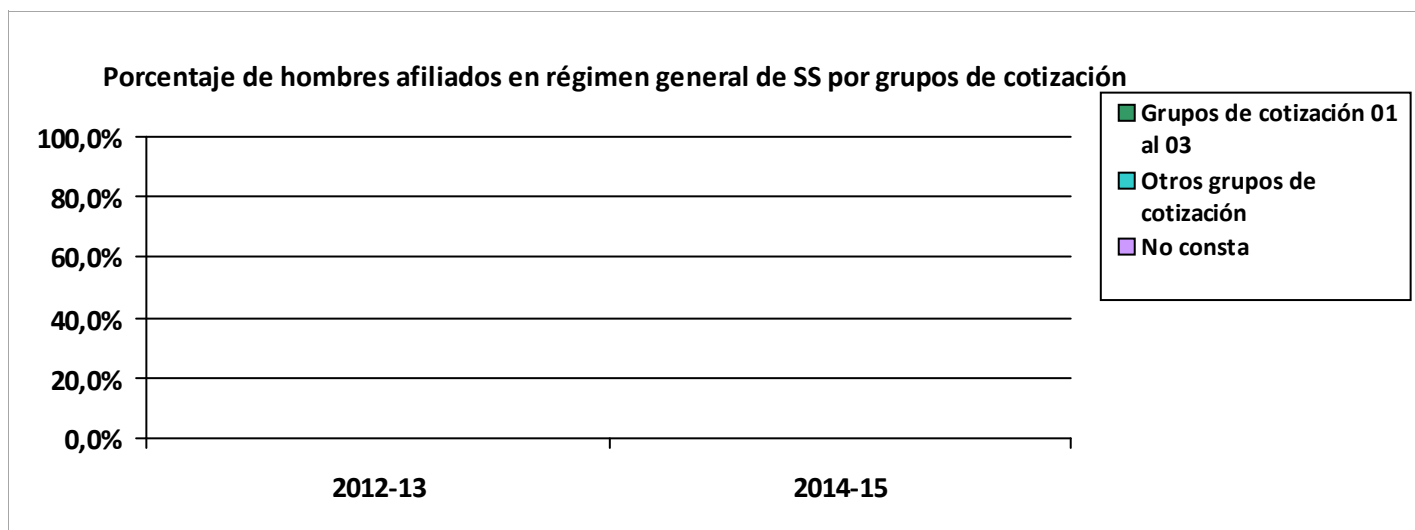 Porcentaje de hombres afiliados en régimen general de SS por grupos de cotización
Grupos de cotización 01
al 03
Otros grupos de
cotización
No consta
100,0%
80,0%
60,0%
40,0%
20,0%
0,0%
2012-13
2014-15